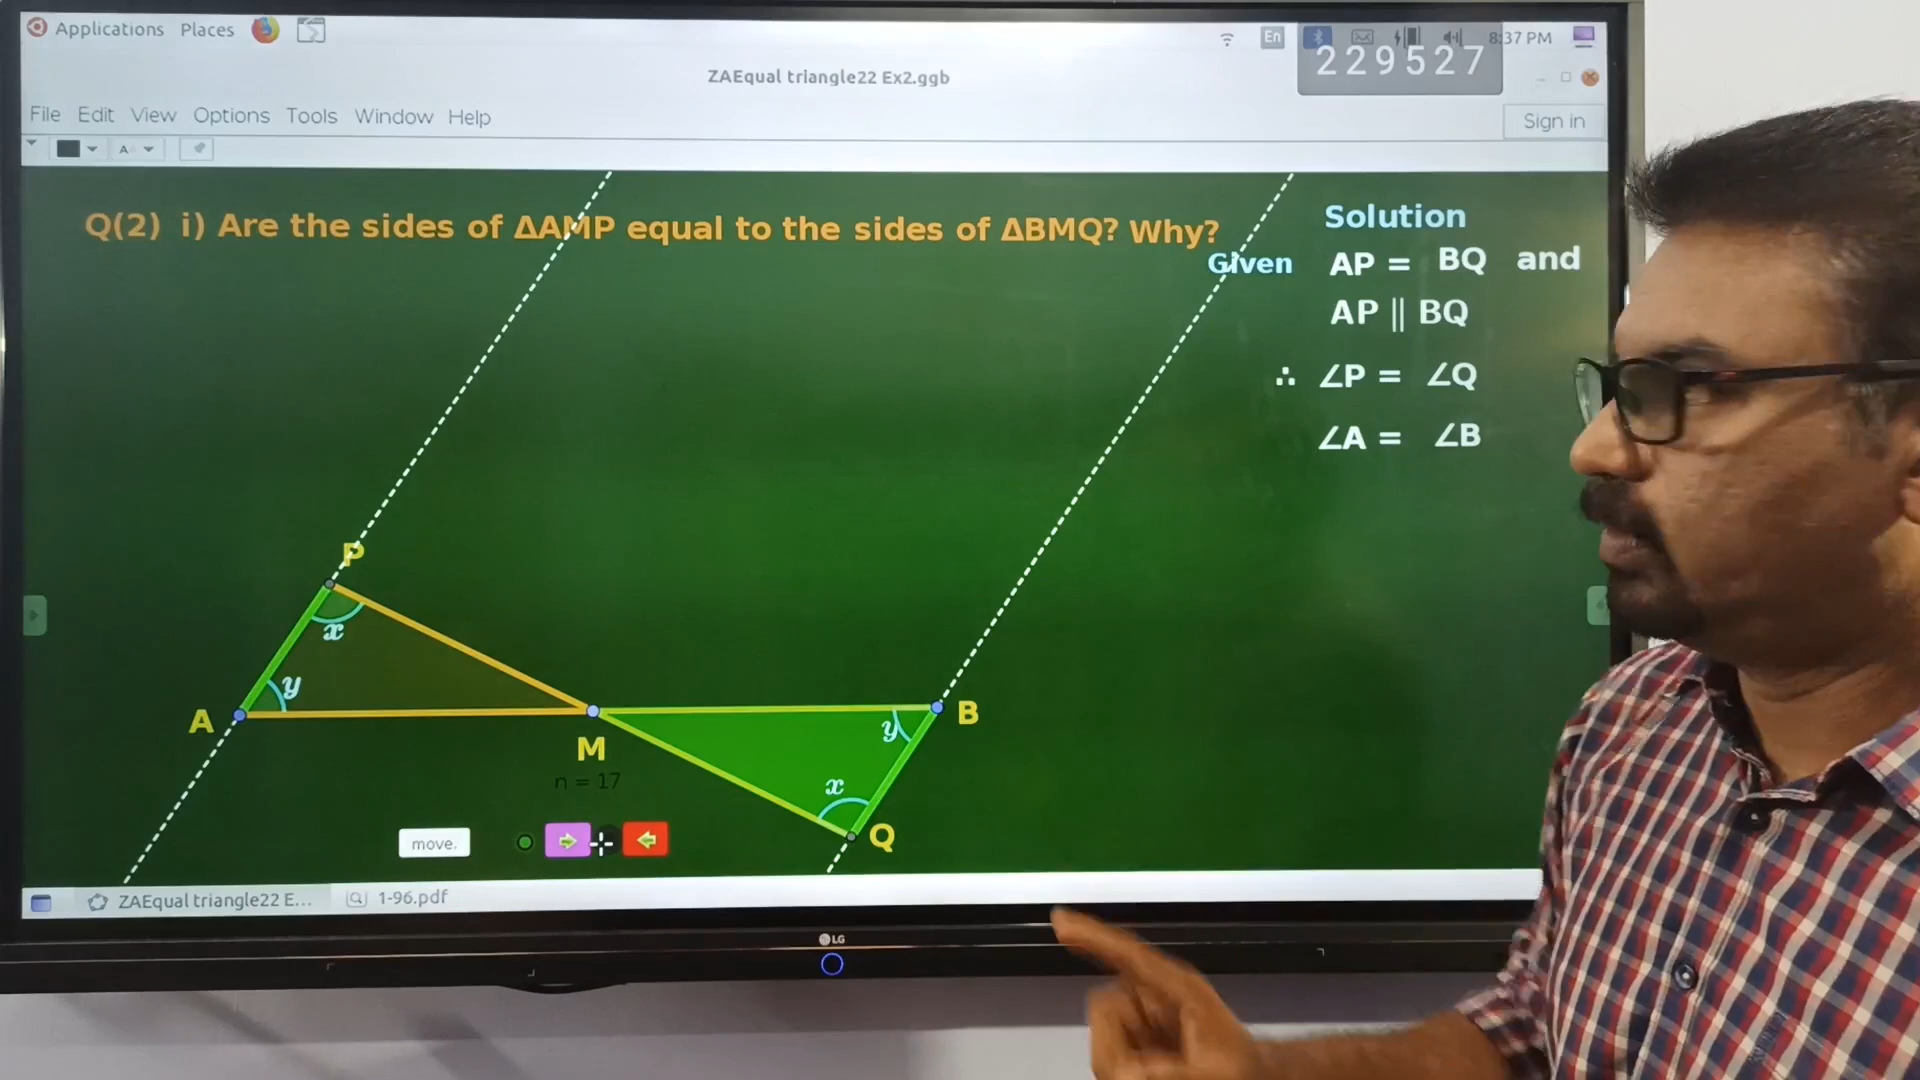 Applications Places
En
8:37 PM
229527
ZAEqual triangle22 Ex2.ggb
File Edit View Options Tools Window Help
Sign in
A
Q(2) i) Are the sides of ΔAMP equal to the sides of ΔBMQ? Why?
Solution
Given AP = BQ and
AP || BQ
∴ ∠P = ∠Q
∠A = ∠B
P
x
y
A
M
B
y
x
Q
n = 17
move.
ZAEqual triangle22 E...
1-96.pdf
LG